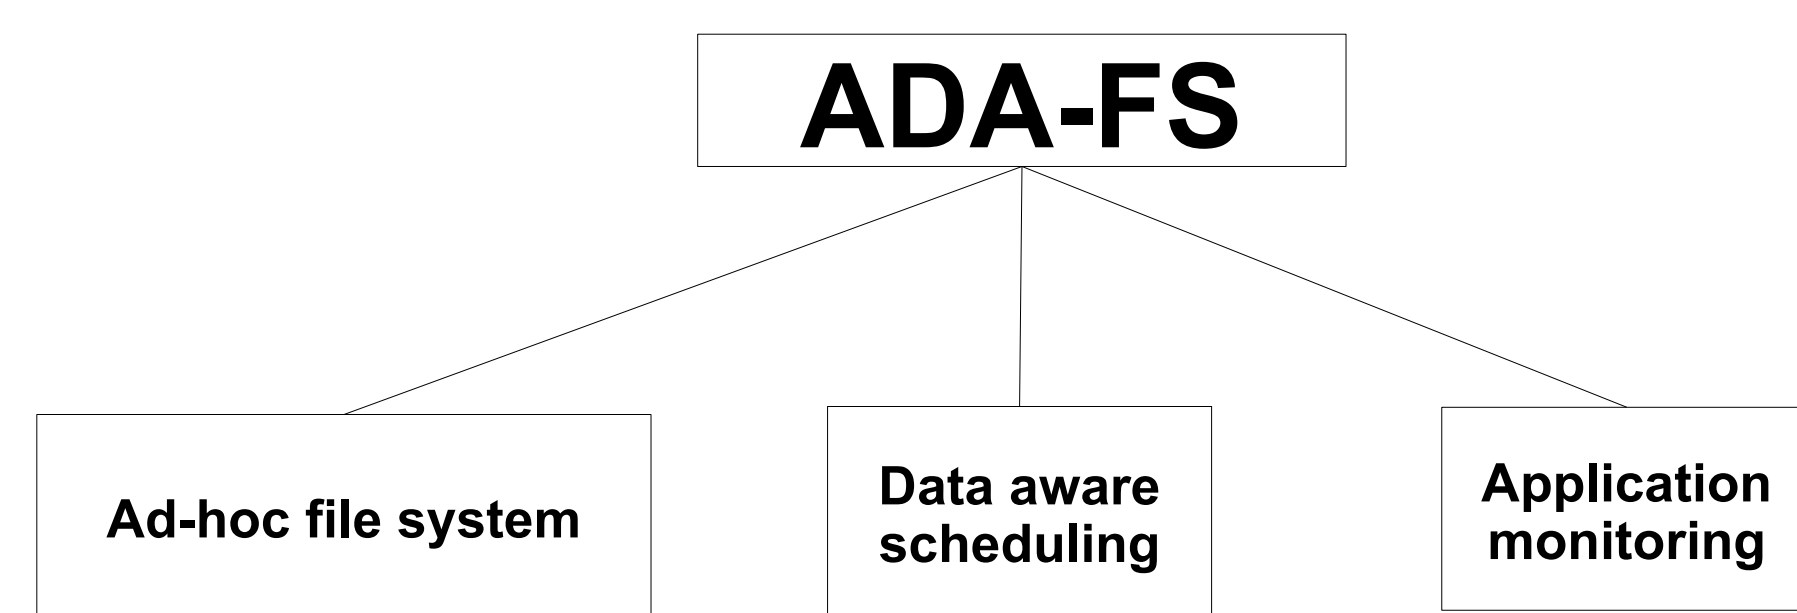 ADA-FS
Ad-hoc file system
Data aware
scheduling
Application
monitoring